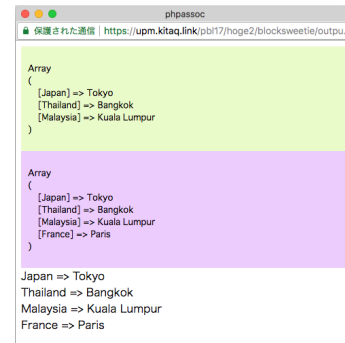 phpassoc
保護された通信 | https://upm.kitaq.link/pbl17/hoge2/blocksweetie/outpu.
Array
(
[Japan] => Tokyo
[Thailand] => Bangkok
[Malaysia] => Kuala Lumpur
)
Array
(
[Japan] => Tokyo
[Thailand] => Bangkok
[Malaysia] => Kuala Lumpur
[France] => Paris
)
Japan => Tokyo
Thailand => Bangkok
Malaysia => Kuala Lumpur
France => Paris